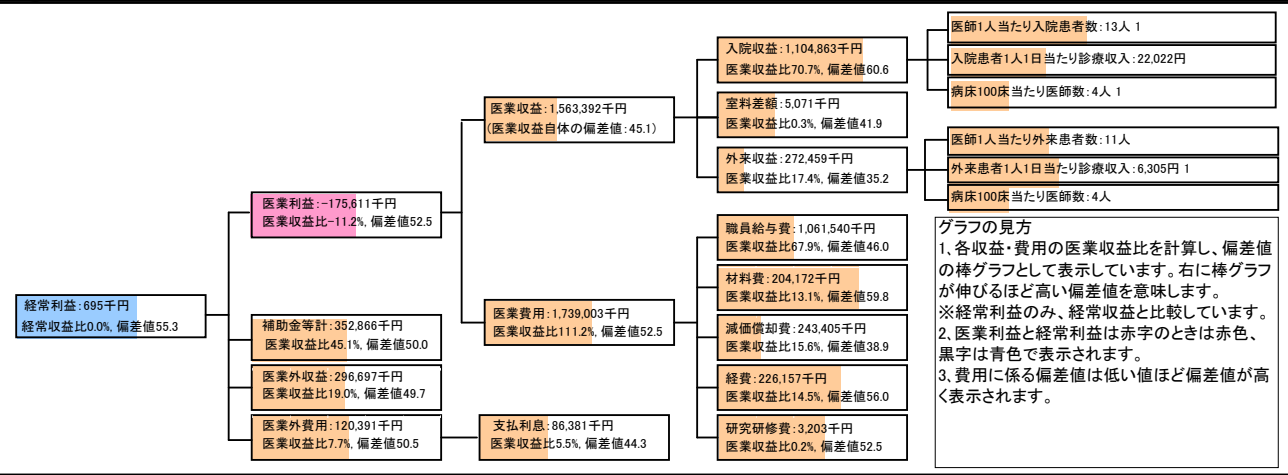 経常利益:695千円
経常収益比0.0%, 偏差値55.3
医業利益:-175,611千円
医業収益比-11.2%, 偏差値52.5
補助金等計:352,866千円
医業収益比45.1%, 偏差値50.0
医業外収益:296,697千円
医業収益比19.0%, 偏差値49.7
医業外費用:120,391千円
医業収益比7.7%, 偏差値50.5
医業収益:1,563,392千円
(医業収益自体の偏差値:45.1)
医業費用:1,739,003千円
医業収益比111.2%, 偏差値52.5
支払利息:86,381千円
医業収益比5.5%, 偏差値44.3
入院収益:1,104,863千円
医業収益比70.7%, 偏差値60.6
室料差額:5,071千円
医業収益比0.3%, 偏差値41.9
外来収益:272,459千円
医業収益比17.4%, 偏差値35.2
職員給与費:1,061,540千円
医業収益比67.9%, 偏差値46.0
材料費:204,172千円
医業収益比13.1%, 偏差値59.8
減価償却費:243,405千円
医業収益比15.6%, 偏差値38.9
経費:226,157千円
医業収益比14.5%, 偏差値56.0
研究研修費:3,203千円
医業収益比0.2%, 偏差値52.5
医師1人当たり入院患者数:13人 1
入院患者1人1日当たり診療収入:22,022円
病床100床当たり医師数:4人 1
医師1人当たり外来患者数:11人
外来患者1人1日当たり診療収入:6,305円 1
病床100床当たり医師数:4人
グラフの見方
1、各収益・費用の医業収益比を計算し、偏差値
の棒グラフとして表示しています。右に棒グラフ
が伸びるほど高い偏差値を意味します。
※経常利益のみ、経常収益と比較しています。
2、医業利益と経常利益は赤字のときは赤色、
黒字は青色で表示されます。
3、費用に係る偏差値は低い値ほど偏差値が高
く表示されます。